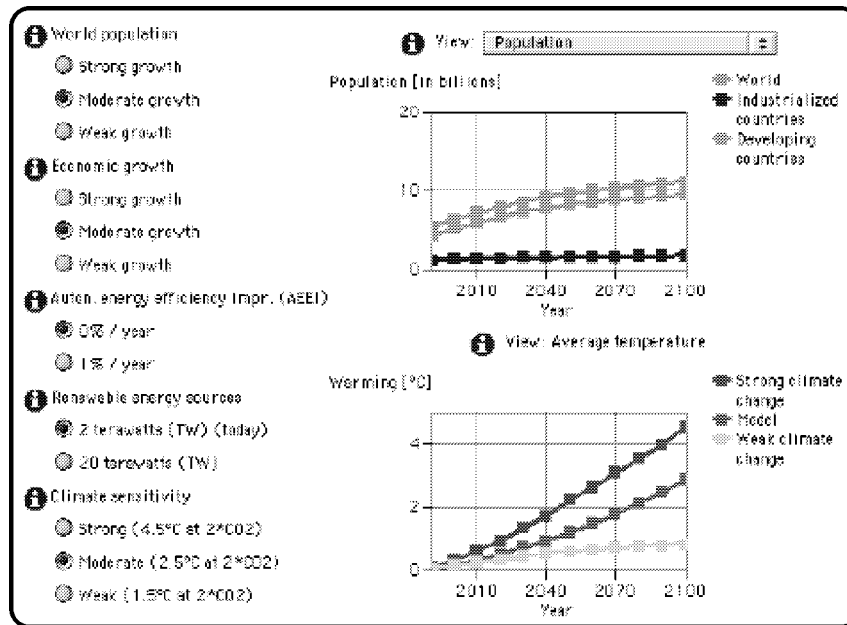 World population
Strong growth
Moderate growth
Weak growth
Economic growth
Strong growth
Moderate growth
Weak growth
Auton. energy efficiency impr. (AEEI)
0% / year
1% / year
Renewable energy sources
2 terawatts (TW) (today)
20 terawatts (TW)
Climate sensitivity
Strong (4.5°C at 2*CO2)
Moderate (2.5°C at 2*CO2)
Weak (1.5°C at 2*CO2)
View: Population
Population [in billions]
World
Industrialized
countries
Developing
countries
20
10
0
2010 2040 2070 2100
Year
View: Average temperature
Warming [°C]
Strong climate
change
Model
Weak climate
change
4
2
0
2010 2040 2070 2100
Year